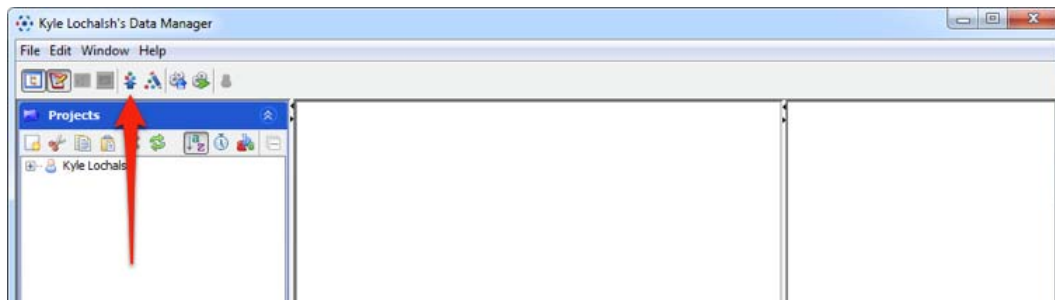 Kyle Lochalsh's Data Manager
File Edit Window Help
Projects
Kyle Lochals